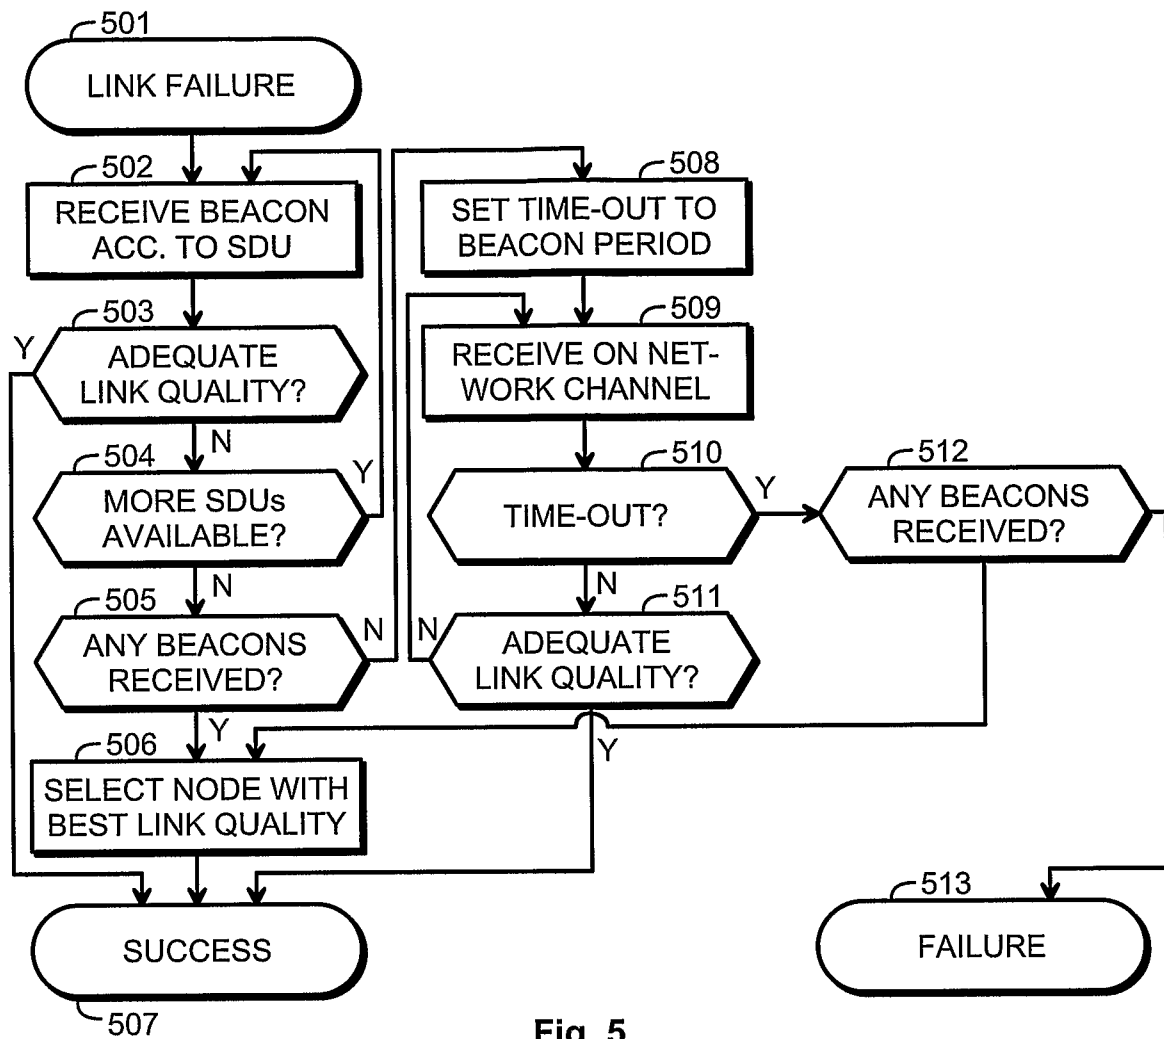 501
LINK FAILURE
502
RECEIVE BEACON
ACC. TO SDU
503
Y
ADEQUATE
LINK QUALITY?
N
504
Y
MORE SDUs
AVAILABLE?
N
505
N
ANY BEACONS
RECEIVED?
Y
506
SELECT NODE WITH
BEST LINK QUALITY
SUCCESS
507
508
SET TIME-OUT TO
BEACON PERIOD
509
RECEIVE ON NET-
WORK CHANNEL
510
TIME-OUT?
Y
N
511
N
ADEQUATE
LINK QUALITY?
Y
512
ANY BEACONS
RECEIVED?
513
FAILURE
Fig. 5